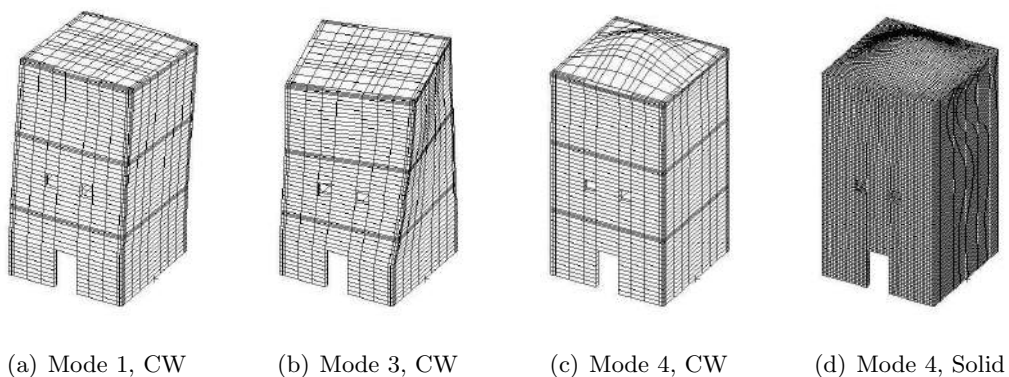 (a) Mode 1, CW
(b) Mode 3, CW
(c) Mode 4, CW
(d) Mode 4, Solid